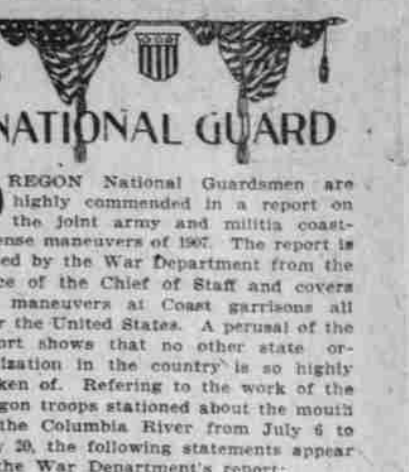 NATIONAL GUARD
REGON National Guardsmen are
highly commended in a report on
the joint army and militia coast-
ense maneuvers of 1907. The report is
ed by the War Department from the
ce of the Chief of Staff and covers
maneuvers at Coast garrisons all
r the United States. A perusal of the
ort shows that no other state or-
ization in the country is so highly
ken of. Refering to the work of the
gon troops stationed about the mouth
the Columbia River from July 6 to
y 20, the following statements appear
the War Department's report: